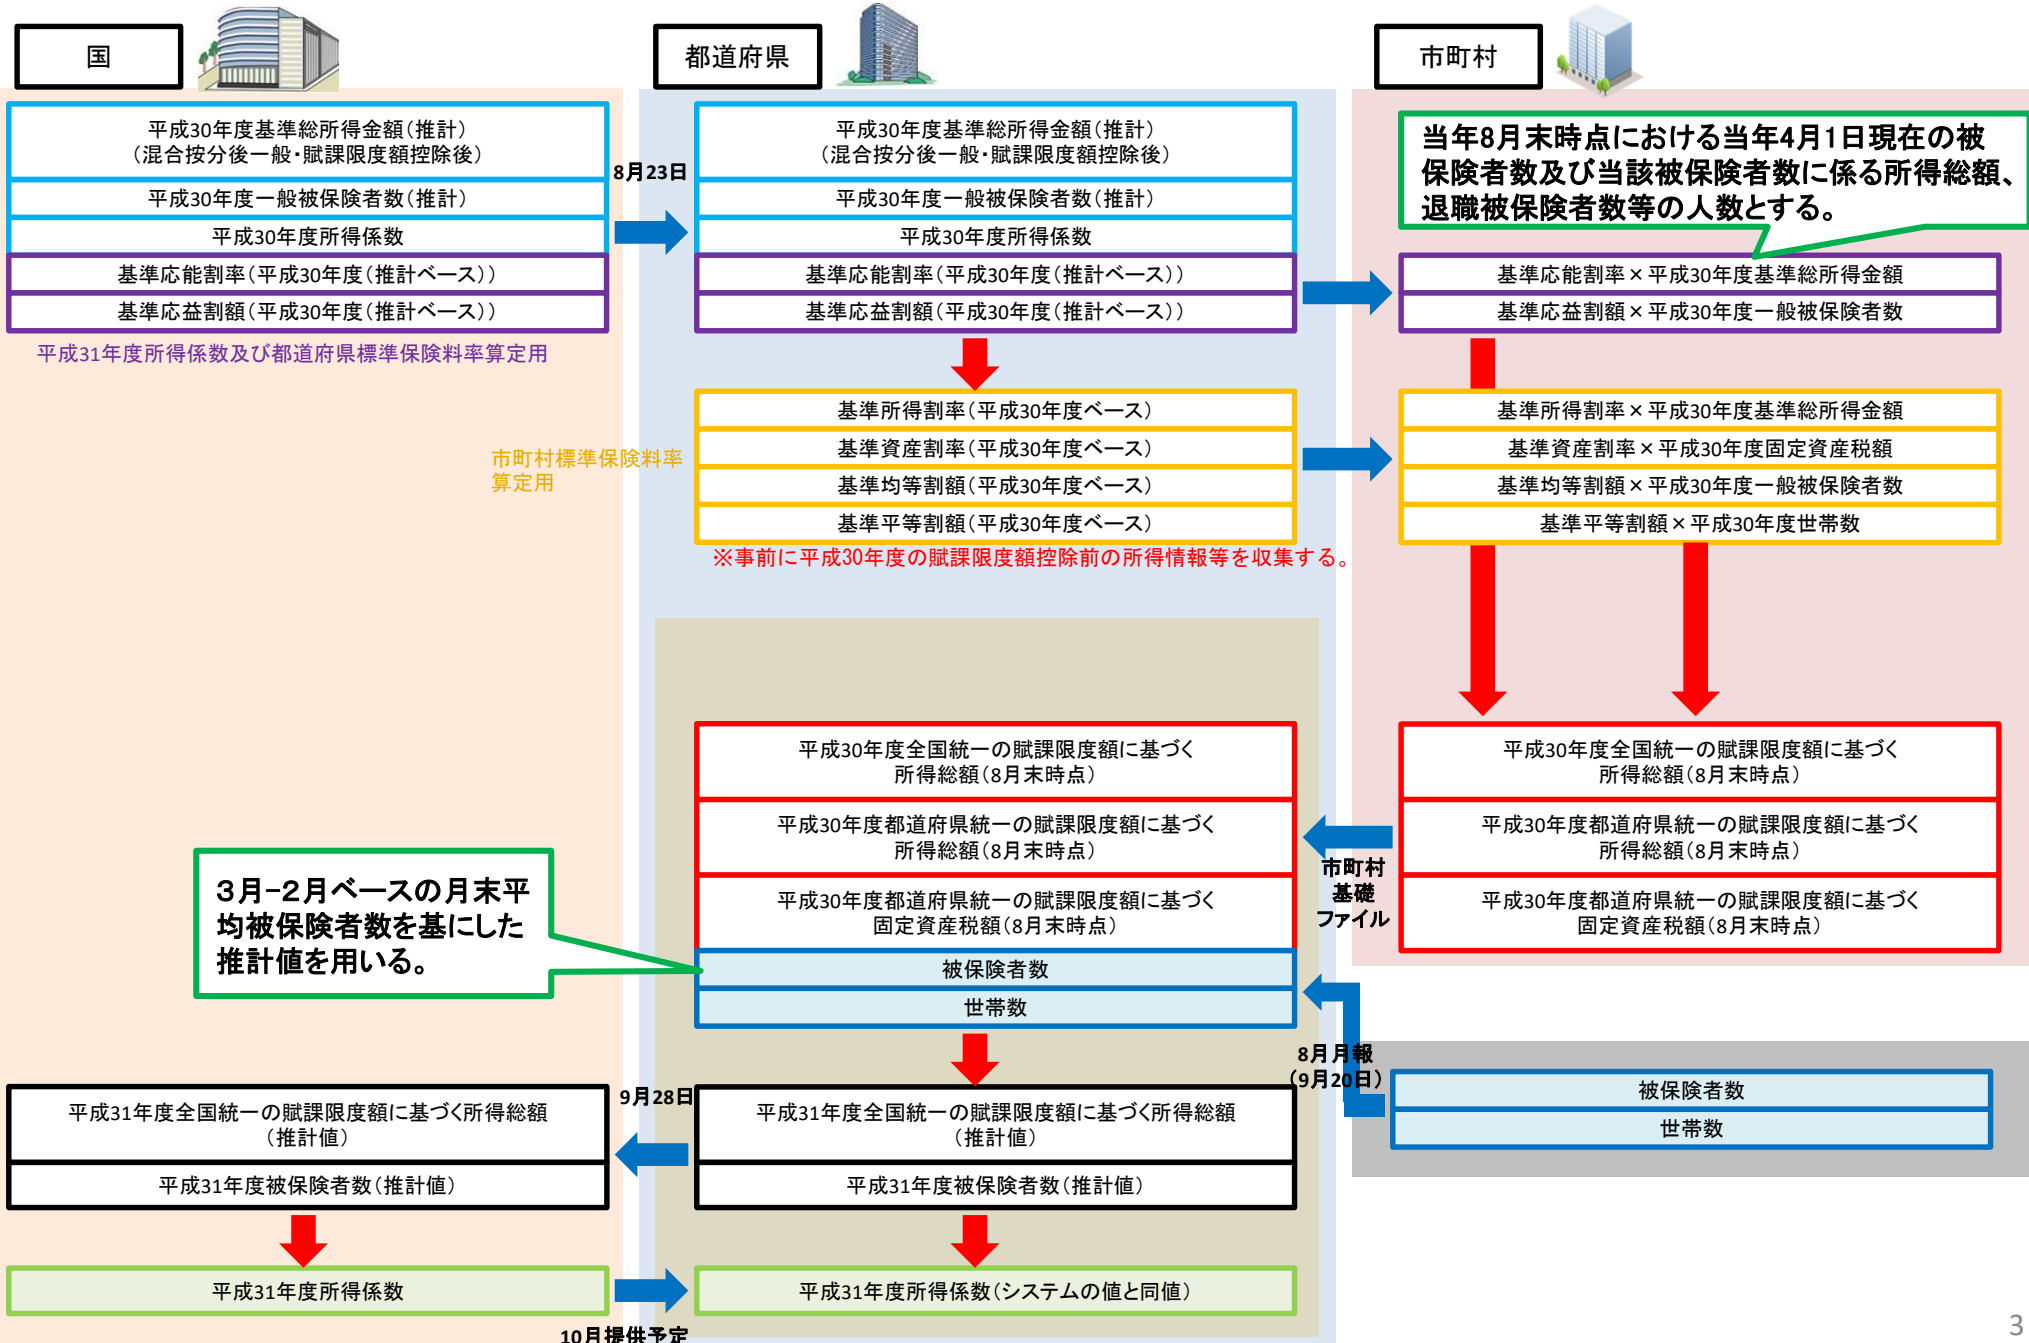 国
都道府県
市町村
平成30年度基準総所得金額（推計）
（混合按分後一般・賦課限度額控除後）
平成30年度一般被保険者数（推計）
平成30年度所得係数
基準応能割率（平成30年度（推計ベース））
基準応益割額（平成30年度（推計ベース））
平成31年度所得係数及び都道府県標準保険料率算定用
8月23日
平成30年度基準総所得金額（推計）
（混合按分後一般・賦課限度額控除後）
平成30年度一般被保険者数（推計）
平成30年度所得係数
基準応能割率（平成30年度（推計ベース））
基準応益割額（平成30年度（推計ベース））
当年8月末時点における当年4月1日現在の被
保険者数及び当該被保険者数に係る所得総額、
退職被保険者数等の人数とする。
基準応能割率×平成30年度基準総所得金額
基準応益割額×平成30年度一般被保険者数
市町村標準保険料率
算定用
基準所得割率（平成30年度ベース）
基準資産割率（平成30年度ベース）
基準均等割額（平成30年度ベース）
基準平等割額（平成30年度ベース）
※事前に平成30年度の賦課限度額控除前の所得情報等を収集する。
基準所得割率×平成30年度基準総所得金額
基準資産割率×平成30年度固定資産税額
基準均等割額×平成30年度一般被保険者数
基準平等割額×平成30年度世帯数
平成30年度全国統一の賦課限度額に基づく
所得総額（8月末時点）
平成30年度都道府県統一の賦課限度額に基づく
所得総額（8月末時点）
平成30年度都道府県統一の賦課限度額に基づく
固定資産税額（8月末時点）
被保険者数
世帯数
市町村
基礎
ファイル
平成30年度全国統一の賦課限度額に基づく
所得総額（8月末時点）
平成30年度都道府県統一の賦課限度額に基づく
所得総額（8月末時点）
平成30年度都道府県統一の賦課限度額に基づく
固定資産税額（8月末時点）
３月−２月ベースの月末平
均被保険者数を基にした
推計値を用いる。
8月月報
（9月20日）
被保険者数
世帯数
平成31年度全国統一の賦課限度額に基づく所得総額
（推計値）
平成31年度被保険者数（推計値）
9月28日
平成31年度全国統一の賦課限度額に基づく所得総額
（推計値）
平成31年度被保険者数（推計値）
平成31年度所得係数
平成31年度所得係数（システムの値と同値）
10月提供予定
3